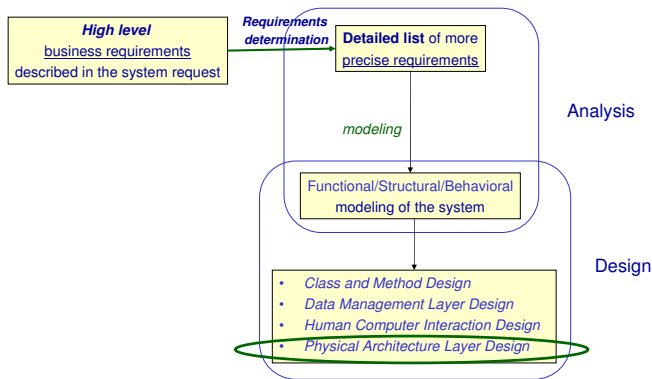 High level
business requirements
described in the system request
Requirements
determination
Detailed list of more
precise requirements
modeling
Analysis
Functional/Structural/Behavioral
modeling of the system
Design
• Class and Method Design
• Data Management Layer Design
• Human Computer Interaction Design
• Physical Architecture Layer Design